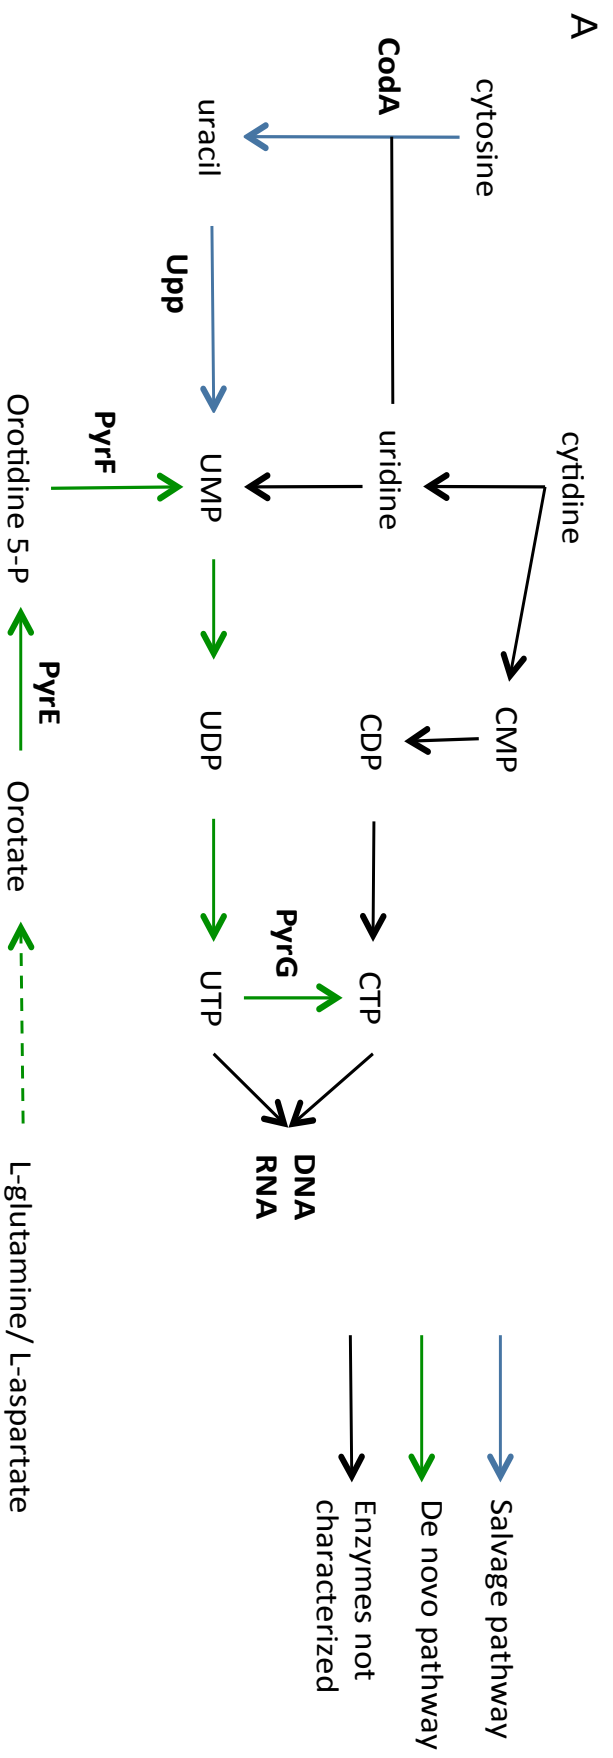 A
cytosine
cytidine
CodA
uridine
CMP
CDP
uracil
Upp
UMP
UDP
UTP
PyrG
CTP
DNA
RNA
PyrF
PyrE
Orotidine 5-P
Orotate
L-glutamine/ L-aspartate
Salvage pathway
De novo pathway
Enzymes not
characterized